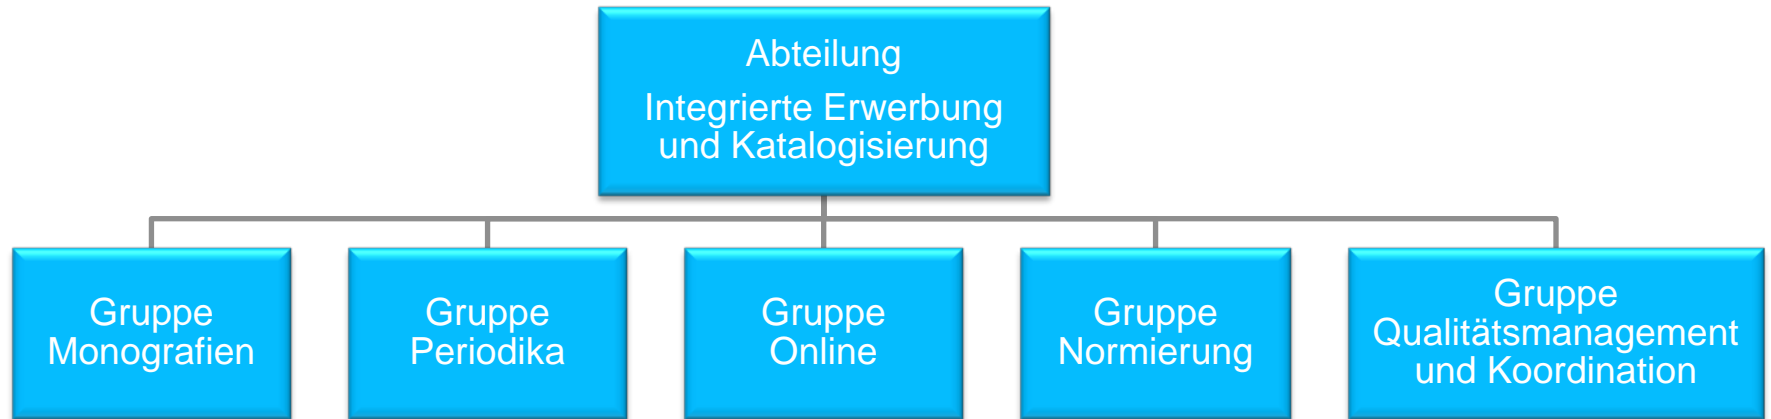 Abteilung
Integrierte Erwerbung
und Katalogisierung
Gruppe
Monografien
Gruppe
Periodika
Gruppe
Online
Gruppe
Normierung
Gruppe
Qualitätsmanagement
und Koordination